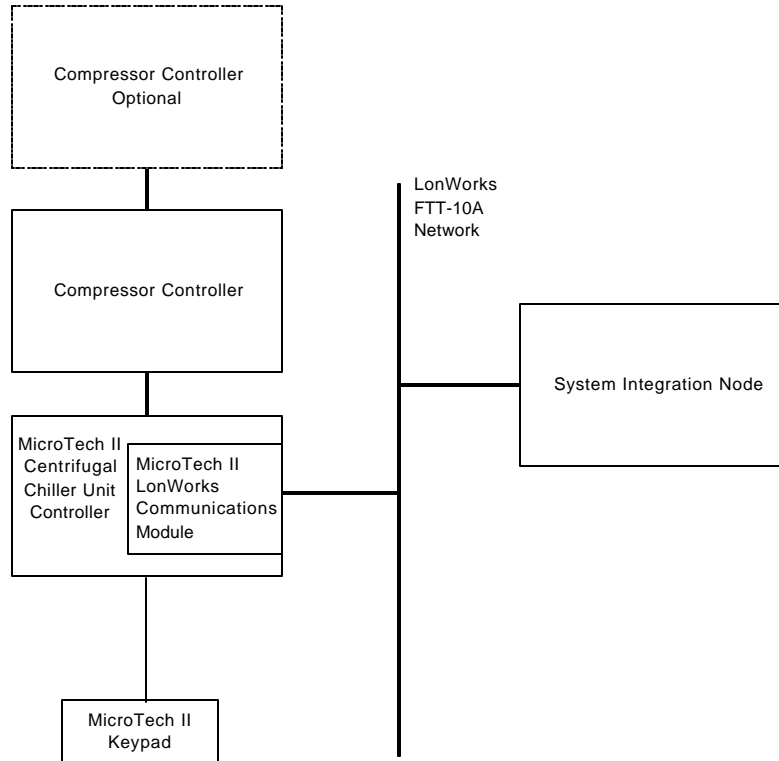 Compressor Controller
Optional
LonWorks
FTT-10A
Network
Compressor Controller
System Integration Node
MicroTech II
Centrifugal
Chiller Unit
Controller
MicroTech II
LonWorks
Communications
Module
MicroTech II
Keypad